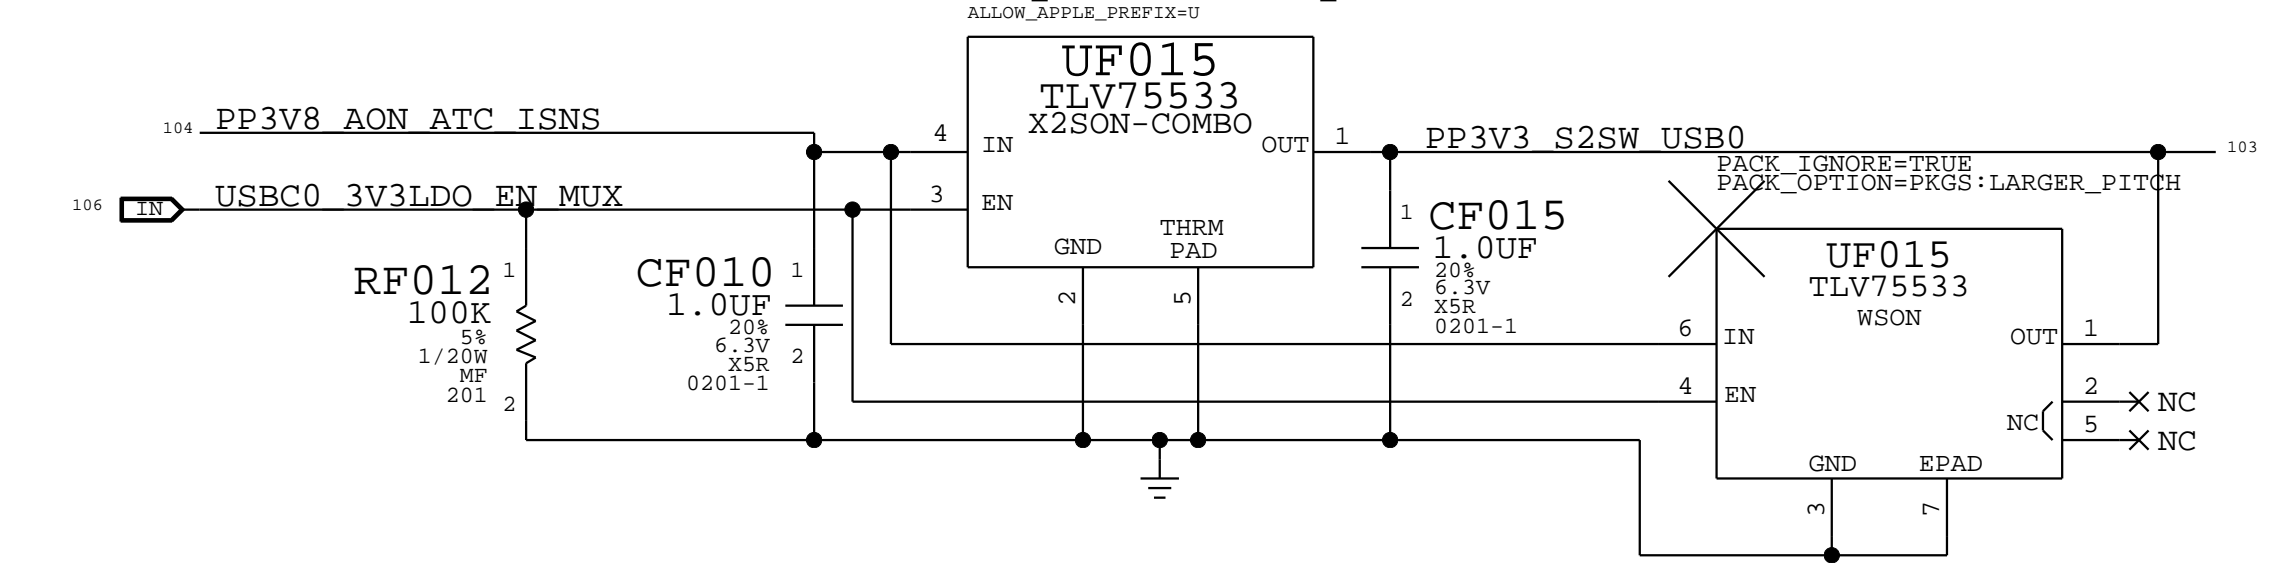 ALLOW_APPLE_PREFIX=U
UF015
TLV75533
X2SON-COMBO
104 PP3V8_AON_ATC_ISNS
4 IN
OUT 1
PP3V3_S2SW_USB0 103
PACK_IGNORE=TRUE
PACK_OPTION=PKGS:LARGER_PITCH
106 IN USBC0_3V3LDO_EN_MUX
3 EN
GND
THRM
PAD
2
5
RF012
100K
5%
1/20W
MF
201
1
2
CF010
1.0UF
20%
6.3V
X5R
0201-1
1
2
CF015
1.0UF
20%
6.3V
X5R
0201-1
1
2
UF015
TLV75533
WSON
6 IN
OUT 1
4 EN
2 NC
NC
5 NC
GND
EPAD
3
7